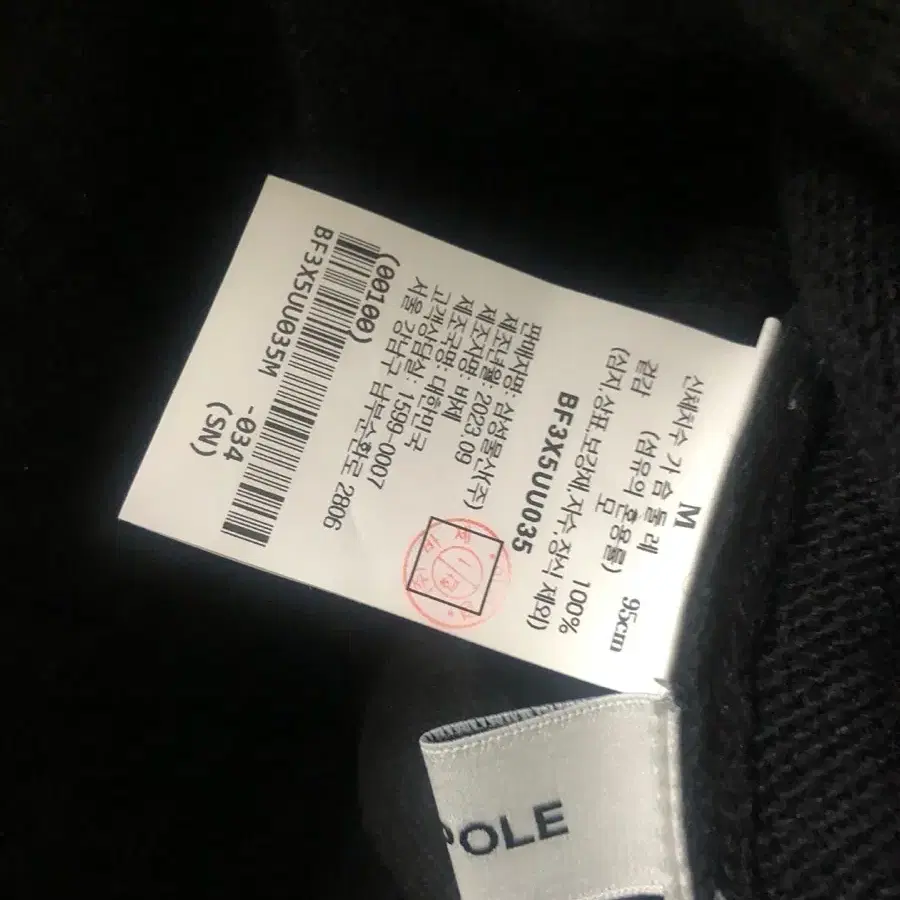 M
신체치수 가 슴 둘 레 95cm
겉감 (섬유의 혼용률)
모 100%
(심지,상표,보강재,자수,장식 제외)
BF3X5UU035
판매자명: 삼성물산(주)
제조년월: 2023.09
제조자명: 비제
제조국명: 대한민국
고객상담실: 1599-0007
서울 강남구 남부순환로 2806
(00100)
BF3X5UU035M
-034
(SN)
POLE